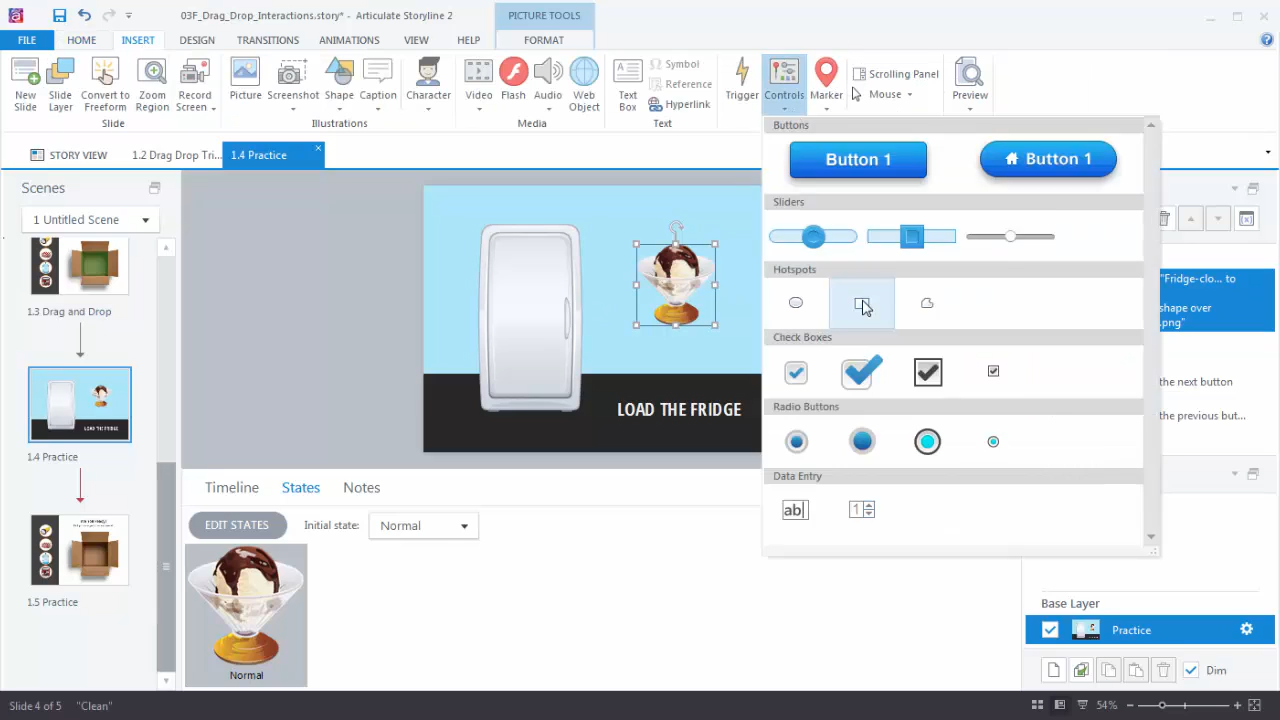 03F_Drag_Drop_Interactions.story* - Articulate Storyline 2
PICTURE TOOLS
FILE
HOME
INSERT
DESIGN
TRANSITIONS
ANIMATIONS
VIEW
HELP
FORMAT
New Slide
Slide Layer
Convert to Freeform
Zoom Region
Record Screen
Picture
Screenshot
Shape
Caption
Character
Video
Flash
Audio
Web Object
Text Box
Symbol
Reference
Hyperlink
Trigger
Controls
Marker
Scrolling Panel
Mouse
Preview
Slide
Illustrations
Media
Text
STORY VIEW
1.2 Drag Drop Tri...
1.4 Practice
Scenes
1 Untitled Scene
1.3 Drag and Drop
LOAD THE FRIDGE
1.4 Practice
1.5 Practice
LOAD THE FRIDGE
Timeline
States
Notes
EDIT STATES
Initial state:
Normal
Normal
Buttons
Button 1
Button 1
Sliders
Hotspots
Check Boxes
Radio Buttons
Data Entry
ab
1
"Fridge-clo... to
shape over
.png"
the next button
the previous but...
Base Layer
Practice
Dim
Slide 4 of 5
"Clean"
54%